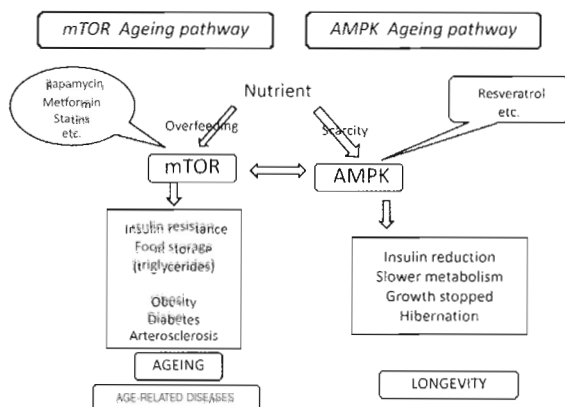 mTOR Ageing pathway
AMPK Ageing pathway
Rapamycin
Metformin
Statins
etc.
Nutrient
Resveratrol
etc.
Overfeeding
Scarcity
mTOR
AMPK
Insulin resistance
Food storage
(triglycerides)
Obesity
Diabetes
Arterosclerosis
Insulin reduction
Slower metabolism
Growth stopped
Hibernation
AGEING
LONGEVITY
AGE-RELATED DISEASES